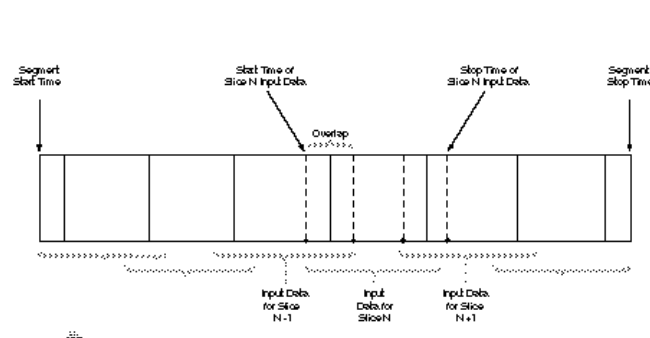 Segment
Start Time
Start Time of
Slice N Input Data
Stop Time of
Slice N Input Data
Segment
Stop Time
Overlap
Input Data
for Slice
N-1
Input
Data for
Slice N
Input Data
for Slice
N+1